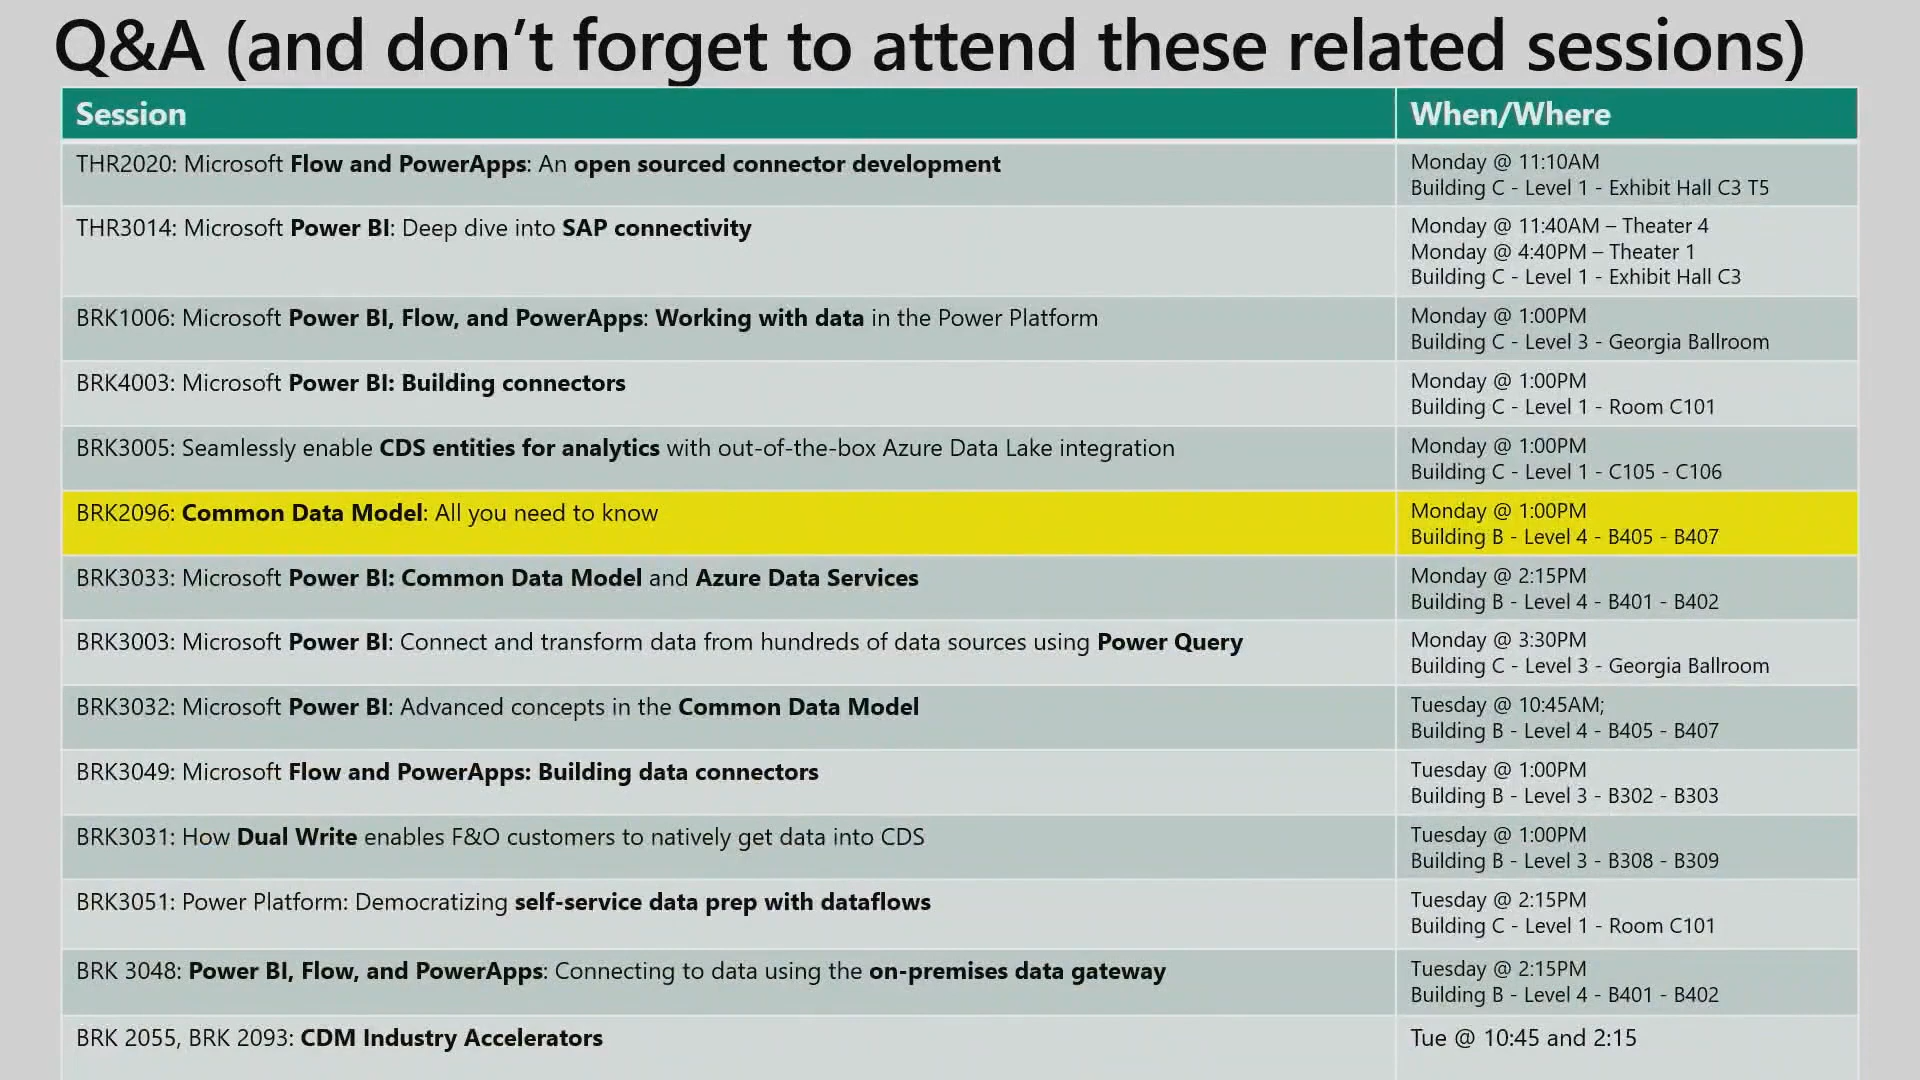 Q&A (and don’t forget to attend these related sessions)
Session
When/Where
THR2020: Microsoft Flow and PowerApps: An open sourced connector development
Monday @ 11:10AM
Building C - Level 1 - Exhibit Hall C3 T5
THR3014: Microsoft Power BI: Deep dive into SAP connectivity
Monday @ 11:40AM – Theater 4
Monday @ 4:40PM – Theater 1
Building C - Level 1 - Exhibit Hall C3
BRK1006: Microsoft Power BI, Flow, and PowerApps: Working with data in the Power Platform
Monday @ 1:00PM
Building C - Level 3 - Georgia Ballroom
BRK4003: Microsoft Power BI: Building connectors
Monday @ 1:00PM
Building C - Level 1 - Room C101
BRK3005: Seamlessly enable CDS entities for analytics with out-of-the-box Azure Data Lake integration
Monday @ 1:00PM
Building C - Level 1 - C105 - C106
BRK2096: Common Data Model: All you need to know
Monday @ 1:00PM
Building B - Level 4 - B405 - B407
BRK3033: Microsoft Power BI: Common Data Model and Azure Data Services
Monday @ 2:15PM
Building B - Level 4 - B401 - B402
BRK3003: Microsoft Power BI: Connect and transform data from hundreds of data sources using Power Query
Monday @ 3:30PM
Building C - Level 3 - Georgia Ballroom
BRK3032: Microsoft Power BI: Advanced concepts in the Common Data Model
Tuesday @ 10:45AM;
Building B - Level 4 - B405 - B407
BRK3049: Microsoft Flow and PowerApps: Building data connectors
Tuesday @ 1:00PM
Building B - Level 3 - B302 - B303
BRK3031: How Dual Write enables F&O customers to natively get data into CDS
Tuesday @ 1:00PM
Building B - Level 3 - B308 - B309
BRK3051: Power Platform: Democratizing self-service data prep with dataflows
Tuesday @ 2:15PM
Building C - Level 1 - Room C101
BRK 3048: Power BI, Flow, and PowerApps: Connecting to data using the on-premises data gateway
Tuesday @ 2:15PM
Building B - Level 4 - B401 - B402
BRK 2055, BRK 2093: CDM Industry Accelerators
Tue @ 10:45 and 2:15